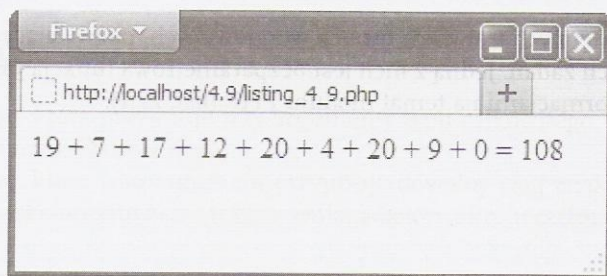 Firefox
http://localhost/4.9/listing_4_9.php
19 + 7 + 17 + 12 + 20 + 4 + 20 + 9 + 0 = 108